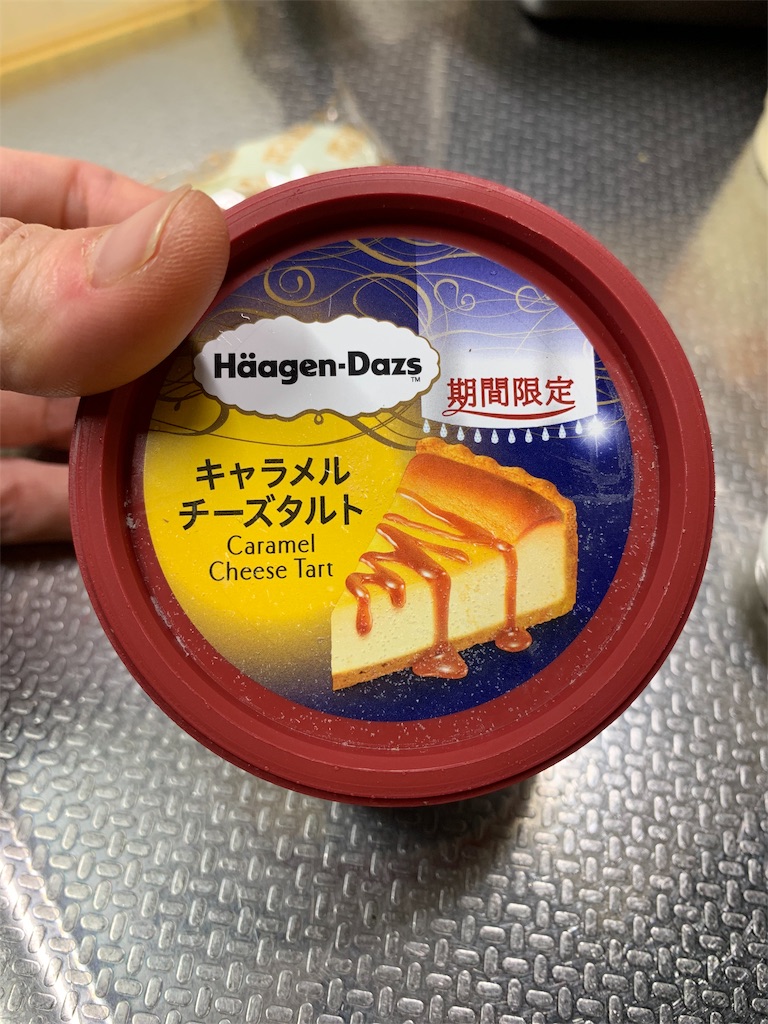 Häagen-Dazs™
期間限定
キャラメル
チーズタルト
Caramel
Cheese Tart